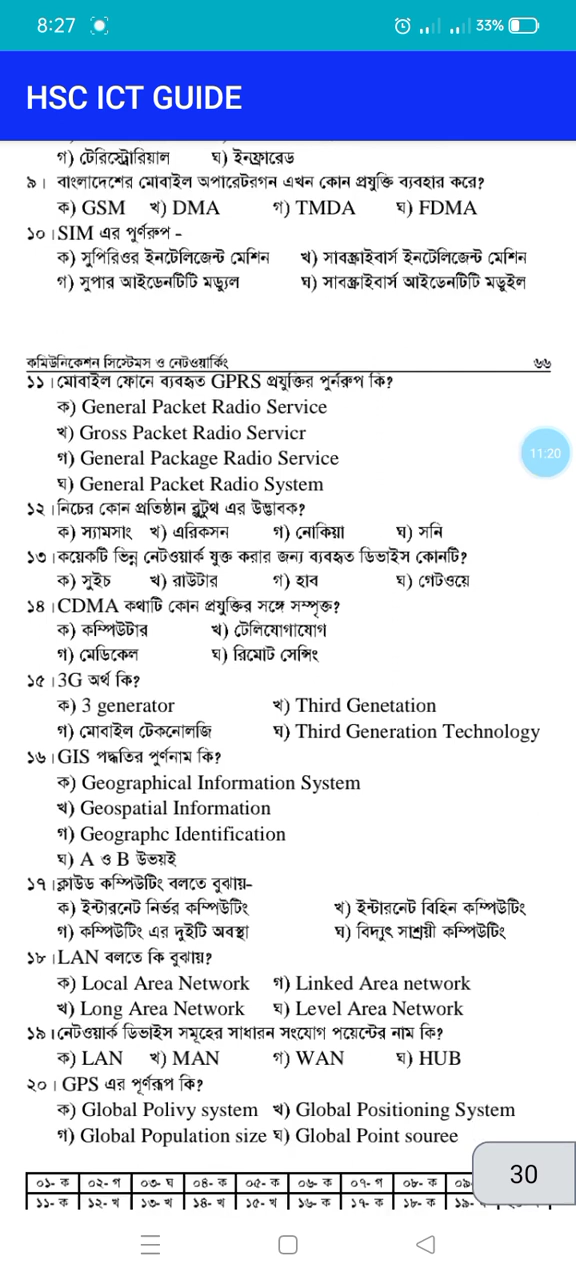 8:27 33%
HSC ICT GUIDE
গ) টেরিস্ট্রোরিয়াল ঘ) ইনফ্রারেড
৯। বাংলাদেশের মোবাইল অপারেটরগন এখন কোন প্রযুক্তি ব্যবহার করে?
ক) GSM খ) DMA গ) TMDA ঘ) FDMA
১০। SIM এর পুর্ণরুপ -
ক) সুপিরিওর ইনটেলিজেন্ট মেশিন খ) সাবস্ক্রাইবার্স ইনটেলিজেন্ট মেশিন
গ) সুপার আইডেনটিটি মড্যুল ঘ) সাবস্ক্রাইবার্স আইডেনটিটি মডুইল
কমিউনিকেশন সিস্টেমস ও নেটওয়ার্কিং ৬৬
১১। মোবাইল ফোনে ব্যবহৃত GPRS প্রযুক্তির পুর্নরুপ কি?
ক) General Packet Radio Service
খ) Gross Packet Radio Servicr
গ) General Package Radio Service
11:20
ঘ) General Packet Radio System
১২। নিচের কোন প্রতিষ্ঠান ব্লুটুথ এর উদ্ভাবক?
ক) স্যামসাং খ) এরিকসন গ) নোকিয়া ঘ) সনি
১৩। কয়েকটি ভিন্ন নেটওয়ার্ক যুক্ত করার জন্য ব্যবহৃত ডিভাইস কোনটি?
ক) সুইচ খ) রাউটার গ) হাব ঘ) গেটওয়ে
১৪। CDMA কথাটি কোন প্রযুক্তির সঙ্গে সম্পৃক্ত?
ক) কম্পিউটার খ) টেলিযোগাযোগ
গ) মেডিকেল ঘ) রিমোট সেন্সিং
১৫। 3G অর্থ কি?
ক) 3 generator খ) Third Genetation
গ) মোবাইল টেকনোলজি ঘ) Third Generation Technology
১৬। GIS পদ্ধতির পুর্ণনাম কি?
ক) Geographical Information System
খ) Geospatial Information
গ) Geographc Identification
ঘ) A ও B উভয়ই
১৭। ক্লাউড কম্পিউটিং বলতে বুঝায়-
ক) ইন্টারনেট নির্ভর কম্পিউটিং খ) ইন্টারনেট বিহিন কম্পিউটিং
গ) কম্পিউটিং এর দুইটি অবস্থা ঘ) বিদ্যুৎ সাশ্রয়ী কম্পিউটিং
১৮। LAN বলতে কি বুঝায়?
ক) Local Area Network গ) Linked Area network
খ) Long Area Network ঘ) Level Area Network
১৯। নেটওয়ার্ক ডিভাইস সমূহের সাধারন সংযোগ পয়েন্টের নাম কি?
ক) LAN খ) MAN গ) WAN ঘ) HUB
২০। GPS এর পূর্ণরূপ কি?
ক) Global Polivy system খ) Global Positioning System
গ) Global Population size ঘ) Global Point souree
30
০১- ক ০২- গ ০৩- ঘ ০৪- ক ০৫- ক ০৬- ক ০৭- গ ০৮- ক
১১- ক ১২- খ ১৩- খ ১৪- খ ১৫- খ ১৬- ক ১৭- ক ১৮- ক